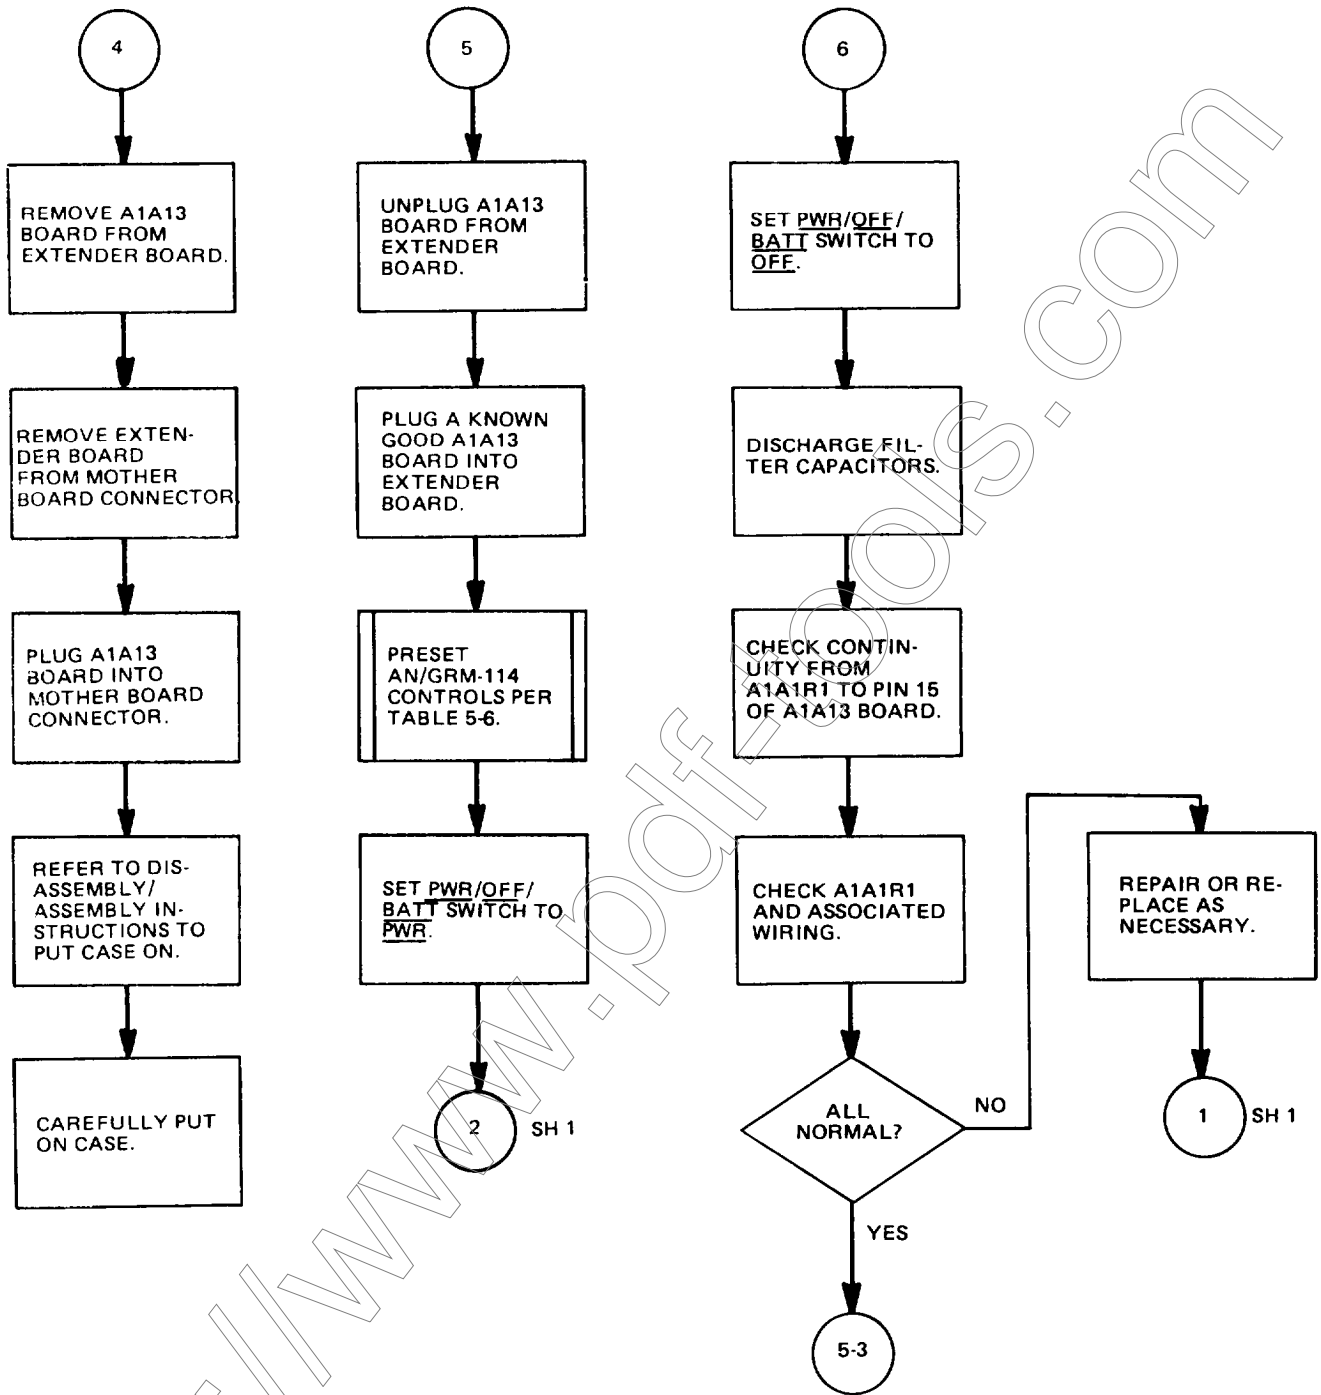 4
REMOVE A1A13
BOARD FROM
EXTENDER BOARD.
REMOVE EXTEN-
DER BOARD
FROM MOTHER
BOARD CONNECTOR.
PLUG A1A13
BOARD INTO
MOTHER BOARD
CONNECTOR.
REFER TO DIS-
ASSEMBLY/
ASSEMBLY IN-
STRUCTIONS TO
PUT CASE ON.
CAREFULLY PUT
ON CASE.
5
UNPLUG A1A13
BOARD FROM
EXTENDER
BOARD.
PLUG A KNOWN
GOOD A1A13
BOARD INTO
EXTENDER
BOARD.
PRESET
AN/GRM-114
CONTROLS PER
TABLE 5-6.
SET PWR/OFF/
BATT SWITCH TO
PWR.
2 SH 1
6
SET PWR/OFF/
BATT SWITCH TO
OFF.
DISCHARGE FIL-
TER CAPACITORS.
CHECK CONTIN-
UITY FROM
A1A1R1 TO PIN 15
OF A1A13 BOARD.
CHECK A1A1R1
AND ASSOCIATED
WIRING.
ALL
NORMAL?
NO
YES
5-3
REPAIR OR RE-
PLACE AS
NECESSARY.
1 SH 1
//www.pdf-tools.com